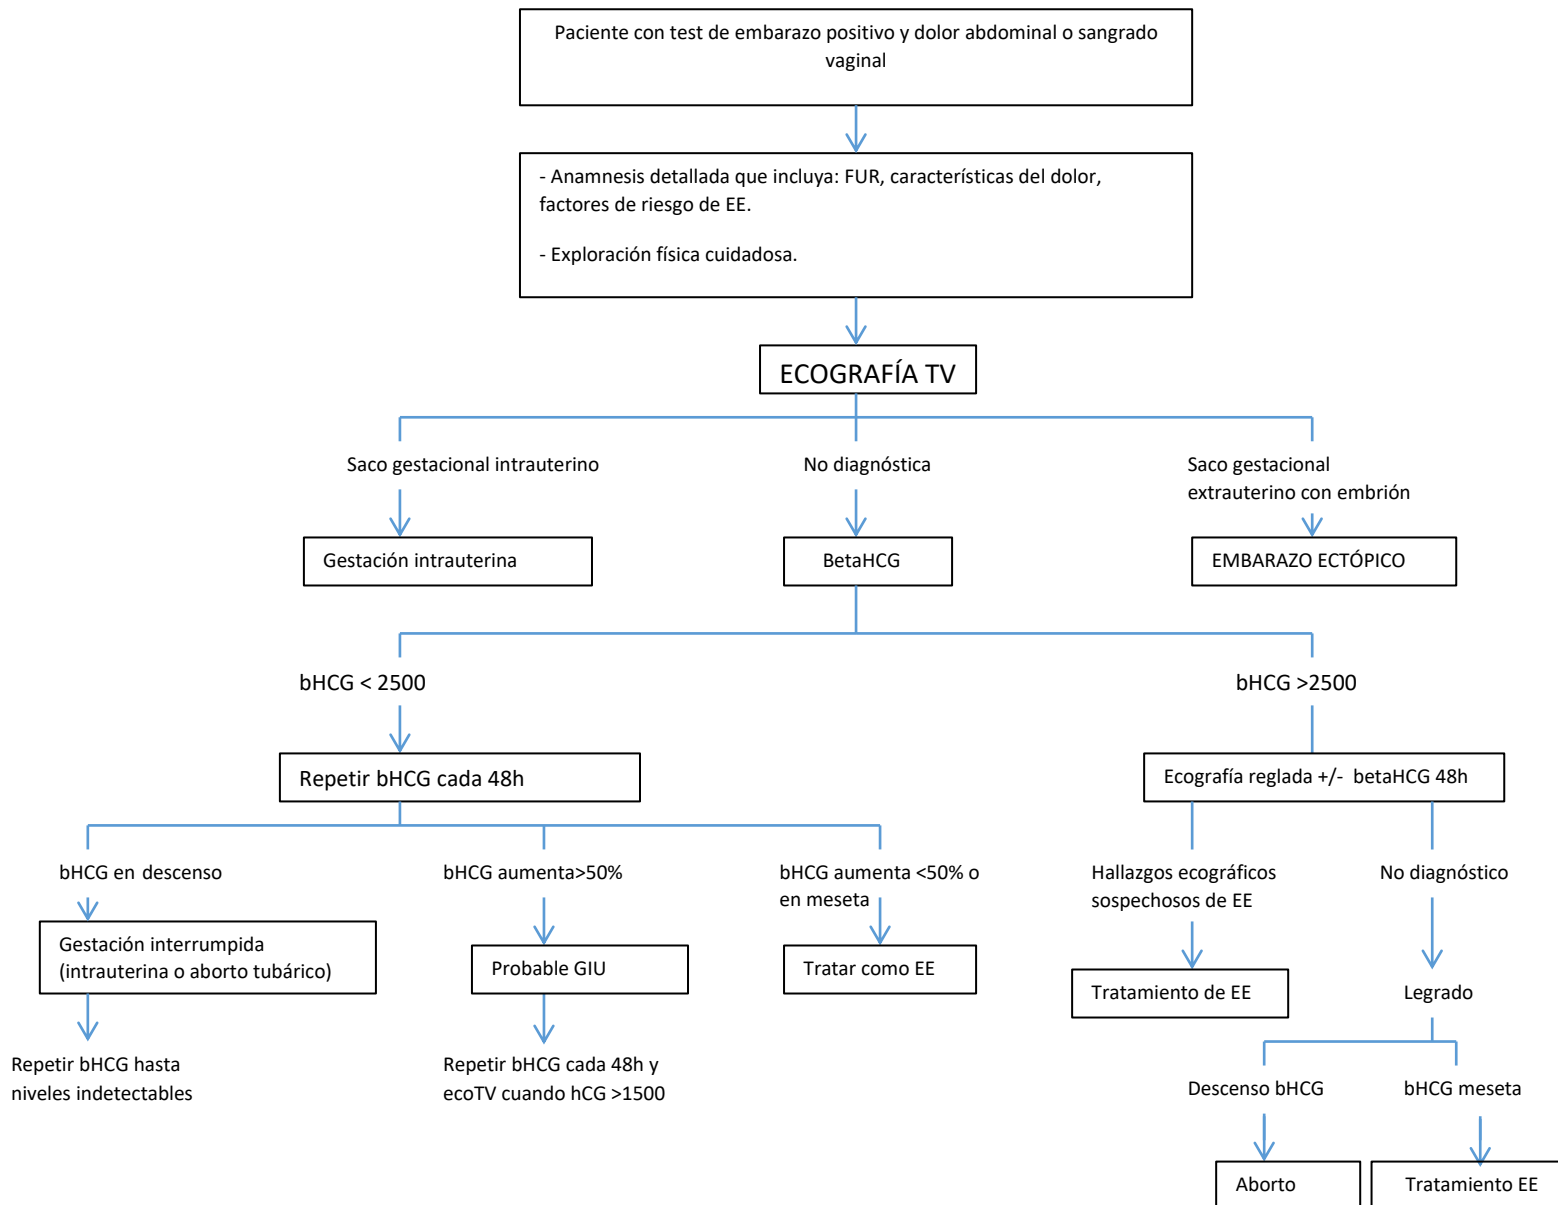 Paciente con test de embarazo positivo y dolor abdominal o sangrado
vaginal
- Anamnesis detallada que incluya: FUR, características del dolor,
factores de riesgo de EE.
- Exploración física cuidadosa.
ECOGRAFÍA TV
Saco gestacional intrauterino
No diagnóstica
Saco gestacional
extrauterino con embrión
Gestación intrauterina
BetaHCG
EMBARAZO ECTÓPICO
bHCG < 2500
bHCG >2500
Repetir bHCG cada 48h
Ecografía reglada +/- betaHCG 48h
bHCG en descenso
bHCG aumenta>50%
bHCG aumenta <50% o
en meseta
Hallazgos ecográficos
sospechosos de EE
No diagnóstico
Gestación interrumpida
(intrauterina o aborto tubárico)
Probable GIU
Tratar como EE
Tratamiento de EE
Legrado
Repetir bHCG hasta
niveles indetectables
Repetir bHCG cada 48h y
ecoTV cuando hCG >1500
Descenso bHCG
bHCG meseta
Aborto
Tratamiento EE